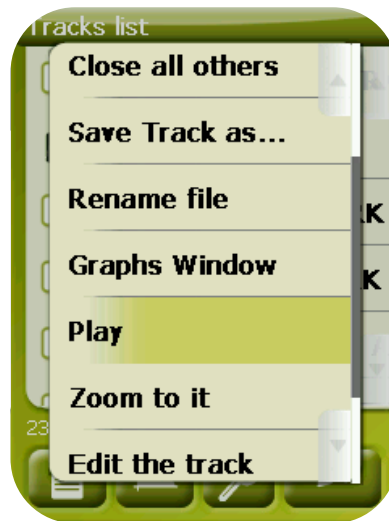 Tracks list
Close all others
Save Track as...
Rename file
K
Graphs Window
K
Play
Zoom to it
23
Edit the track